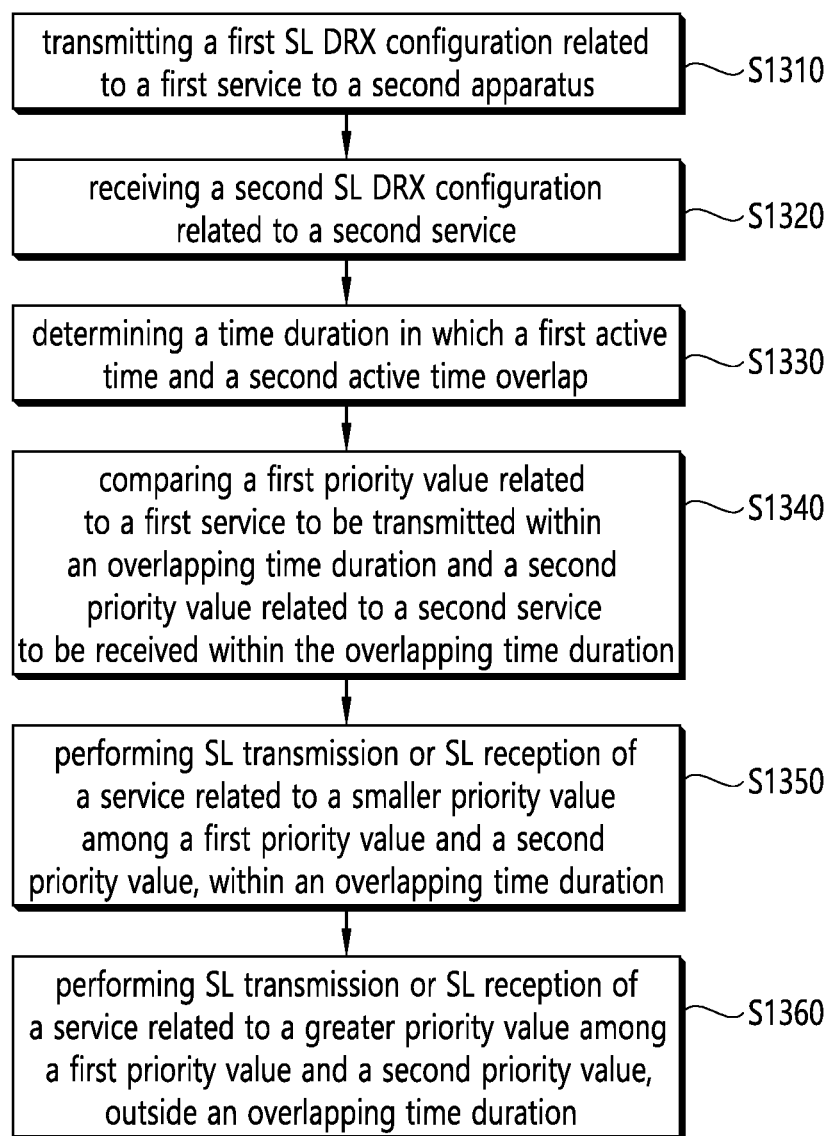 transmitting a first SL DRX configuration related
to a first service to a second apparatus
S1310
receiving a second SL DRX configuration
related to a second service
S1320
determining a time duration in which a first active
time and a second active time overlap
S1330
comparing a first priority value related
to a first service to be transmitted within
an overlapping time duration and a second
priority value related to a second service
to be received within the overlapping time duration
S1340
performing SL transmission or SL reception of
a service related to a smaller priority value
among a first priority value and a second
priority value, within an overlapping time duration
S1350
performing SL transmission or SL reception of
a service related to a greater priority value among
a first priority value and a second priority value,
outside an overlapping time duration
S1360